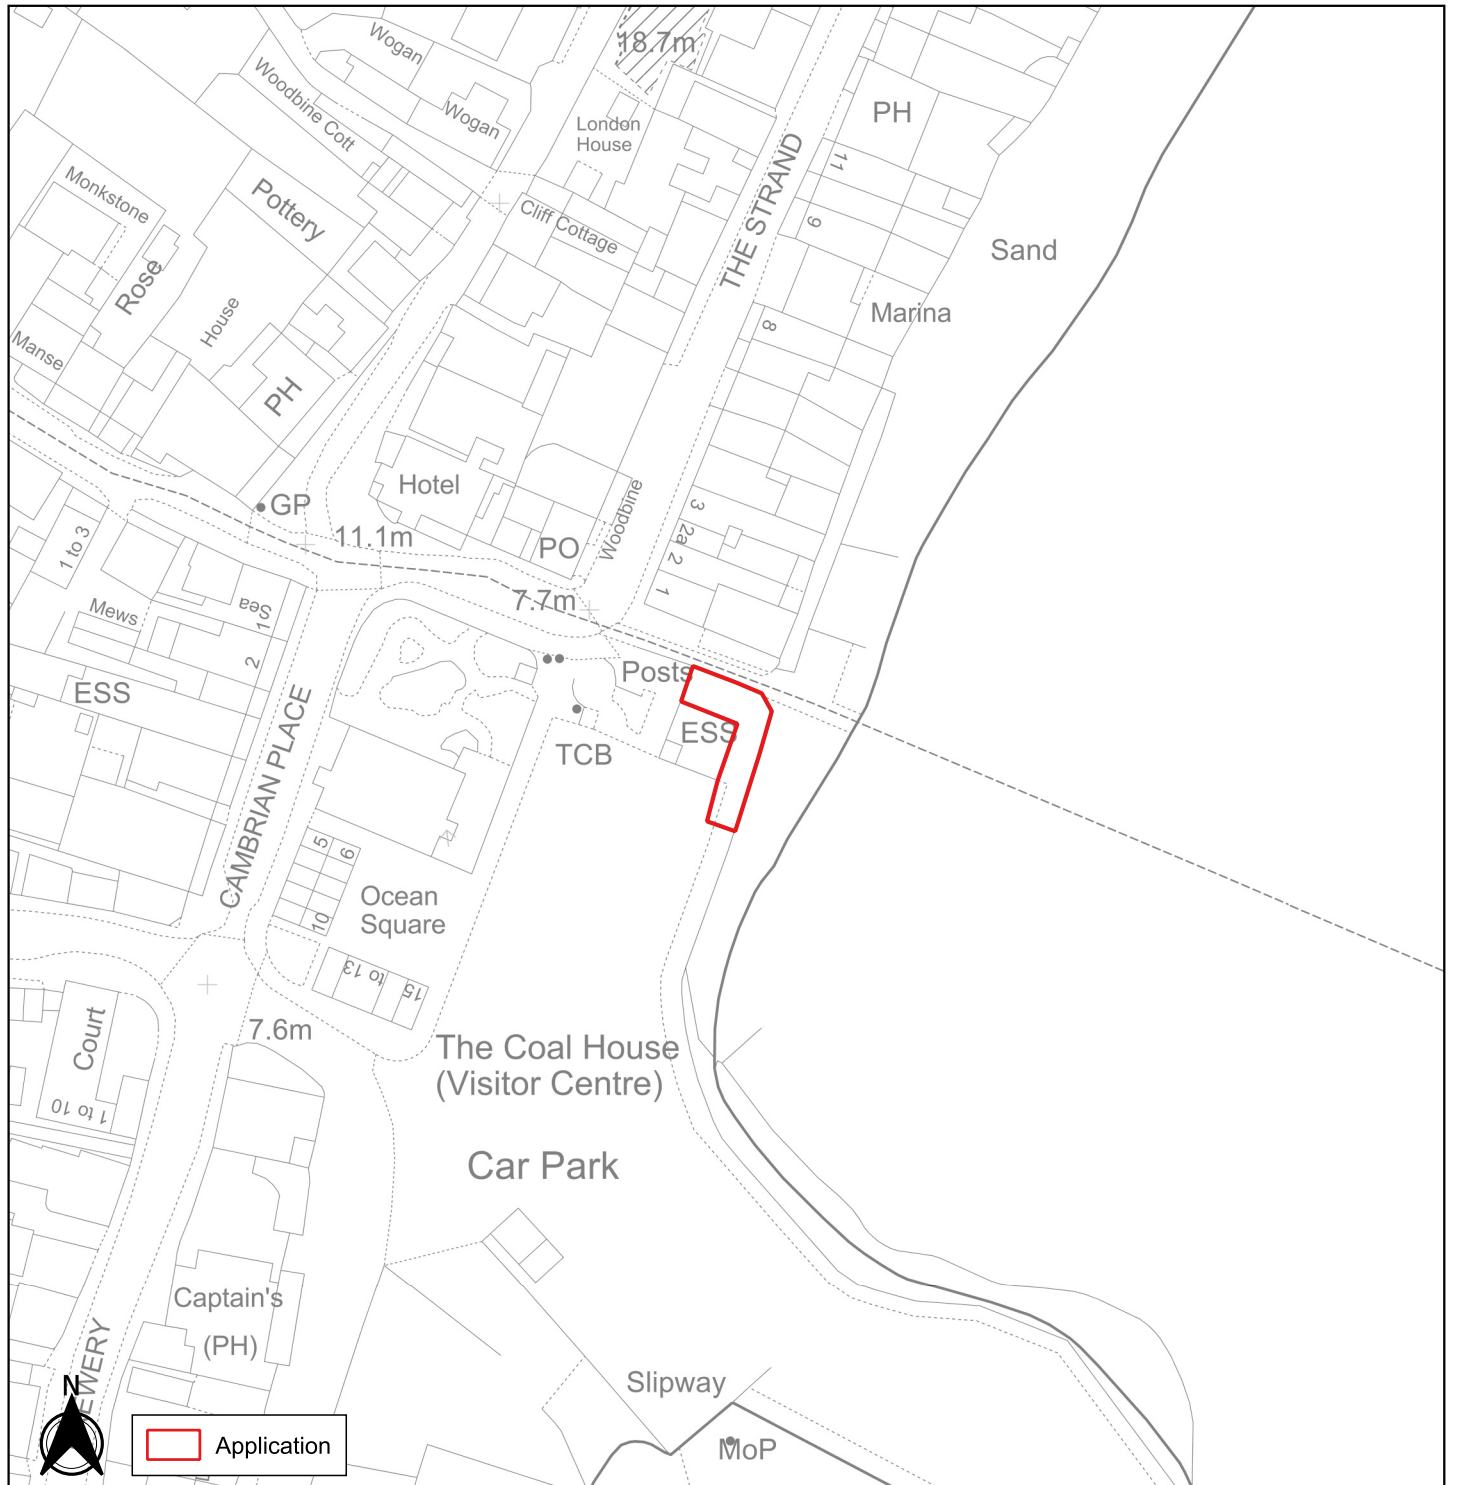 Wogan
18.7m
Woodbine Cott
Wogan
London
House
PH
THE STRAND
11
Monkstone
Pottery
Cliff Cottage
9
Sand
Rose
House
Marina
8
Manse
PH
Hotel
Woodbine
GP
3
1 to 3
11.1m
PO
2a
2
1
7.7m
Mews
Sea
1
2
Posts
ESS
ESS
TCB
CAMBRIAN PLACE
5
6
Ocean
Square
10
13
to
15
Court
7.6m
The Coal House
(Visitor Centre)
1 to 10
Car Park
Captain's
(PH)
EWERY
Slipway
N
Application
MoP